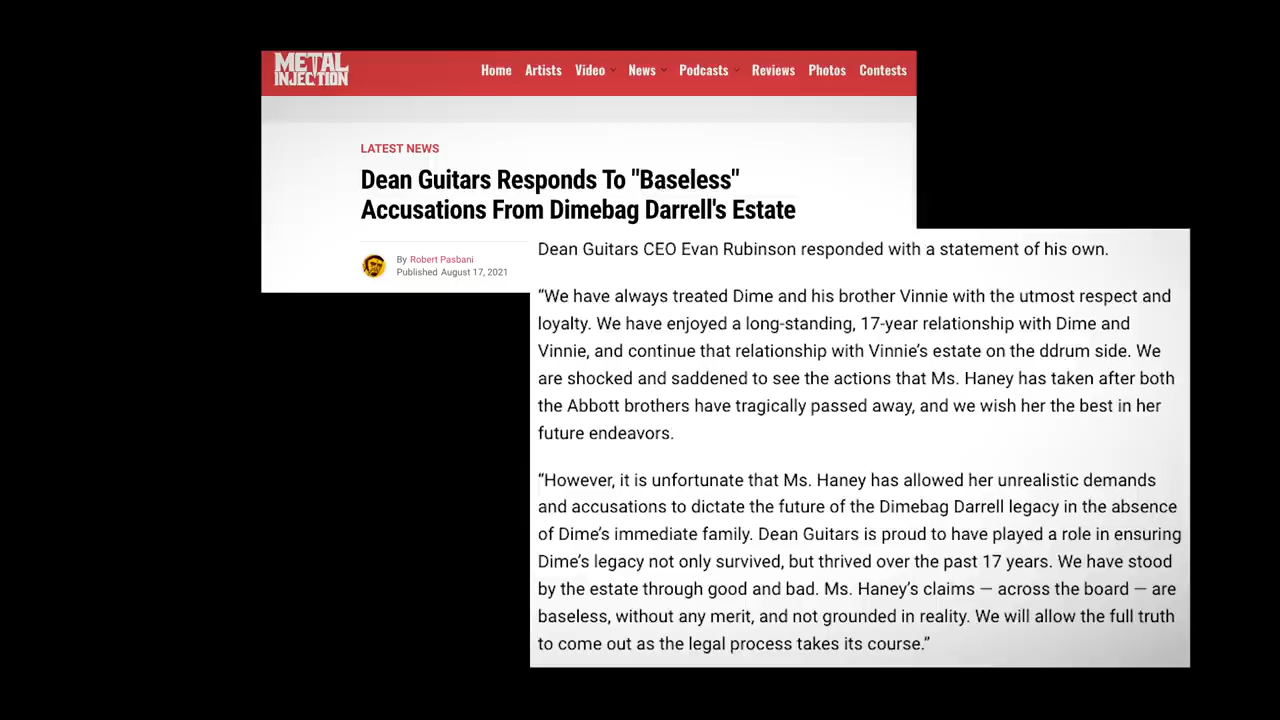 METAL
INJECTION
Home Artists Video News Podcasts Reviews Photos Contests
LATEST NEWS
Dean Guitars Responds To "Baseless"
Accusations From Dimebag Darrell's Estate
By Robert Pasbani
Published August 17, 2021
Dean Guitars CEO Evan Rubinson responded with a statement of his own.
“We have always treated Dime and his brother Vinnie with the utmost respect and
loyalty. We have enjoyed a long-standing, 17-year relationship with Dime and
Vinnie, and continue that relationship with Vinnie’s estate on the ddrum side. We
are shocked and saddened to see the actions that Ms. Haney has taken after both
the Abbott brothers have tragically passed away, and we wish her the best in her
future endeavors.
“However, it is unfortunate that Ms. Haney has allowed her unrealistic demands
and accusations to dictate the future of the Dimebag Darrell legacy in the absence
of Dime’s immediate family. Dean Guitars is proud to have played a role in ensuring
Dime’s legacy not only survived, but thrived over the past 17 years. We have stood
by the estate through good and bad. Ms. Haney’s claims — across the board — are
baseless, without any merit, and not grounded in reality. We will allow the full truth
to come out as the legal process takes its course.”